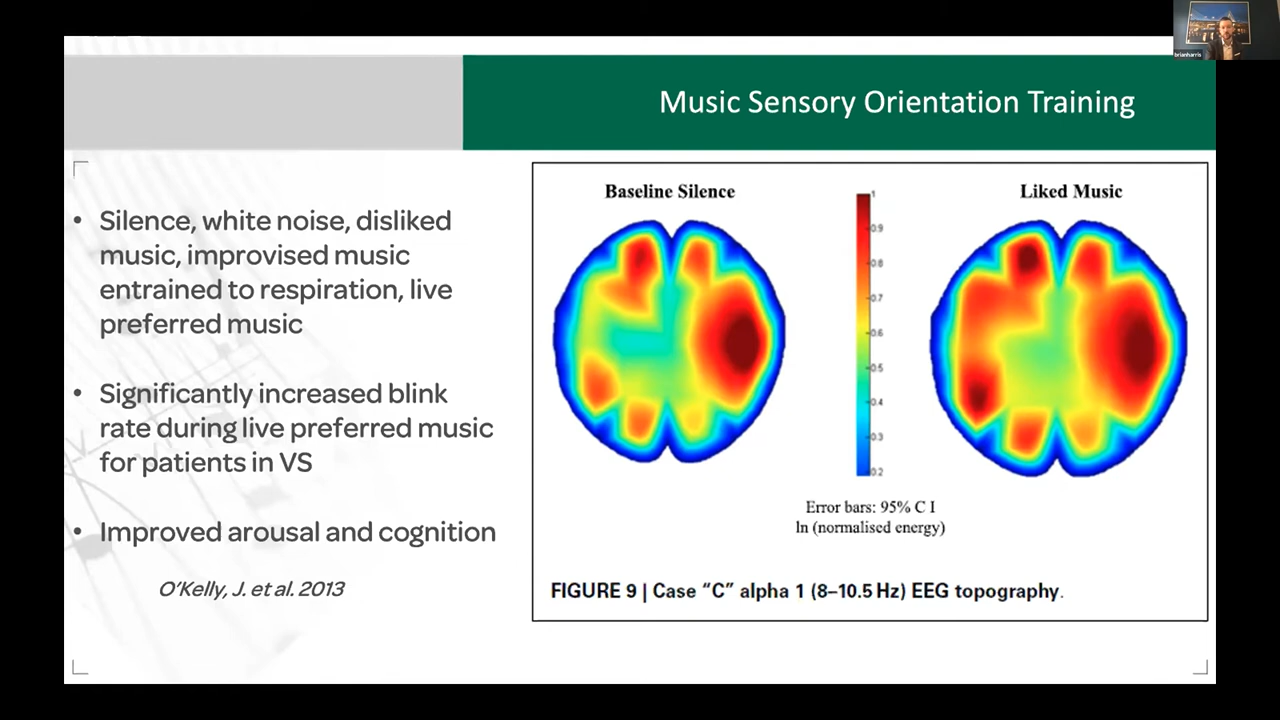 brianharris
Music Sensory Orientation Training
• Silence, white noise, disliked
music, improvised music
entrained to respiration, live
preferred music
• Significantly increased blink
rate during live preferred music
for patients in VS
• Improved arousal and cognition
O'Kelly, J. et al. 2013
Baseline Silence
Liked Music
1
0.9
0.8
0.7
0.6
0.5
0.4
0.3
0.2
Error bars: 95% C I
ln (normalised energy)
FIGURE 9 | Case “C” alpha 1 (8–10.5 Hz) EEG topography.